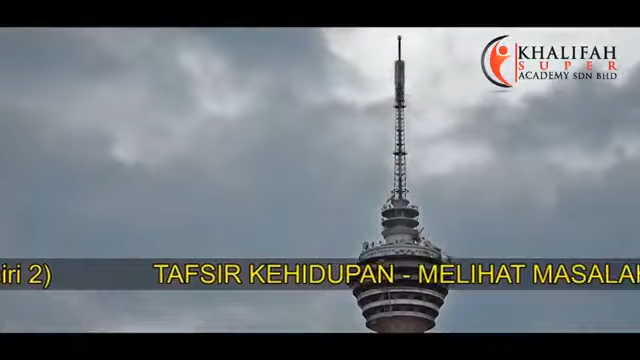 KHALIFAH
SUPER
ACADEMY SDN BHD
iri 2) TAFSIR KEHIDUPAN - MELIHAT MASALAH